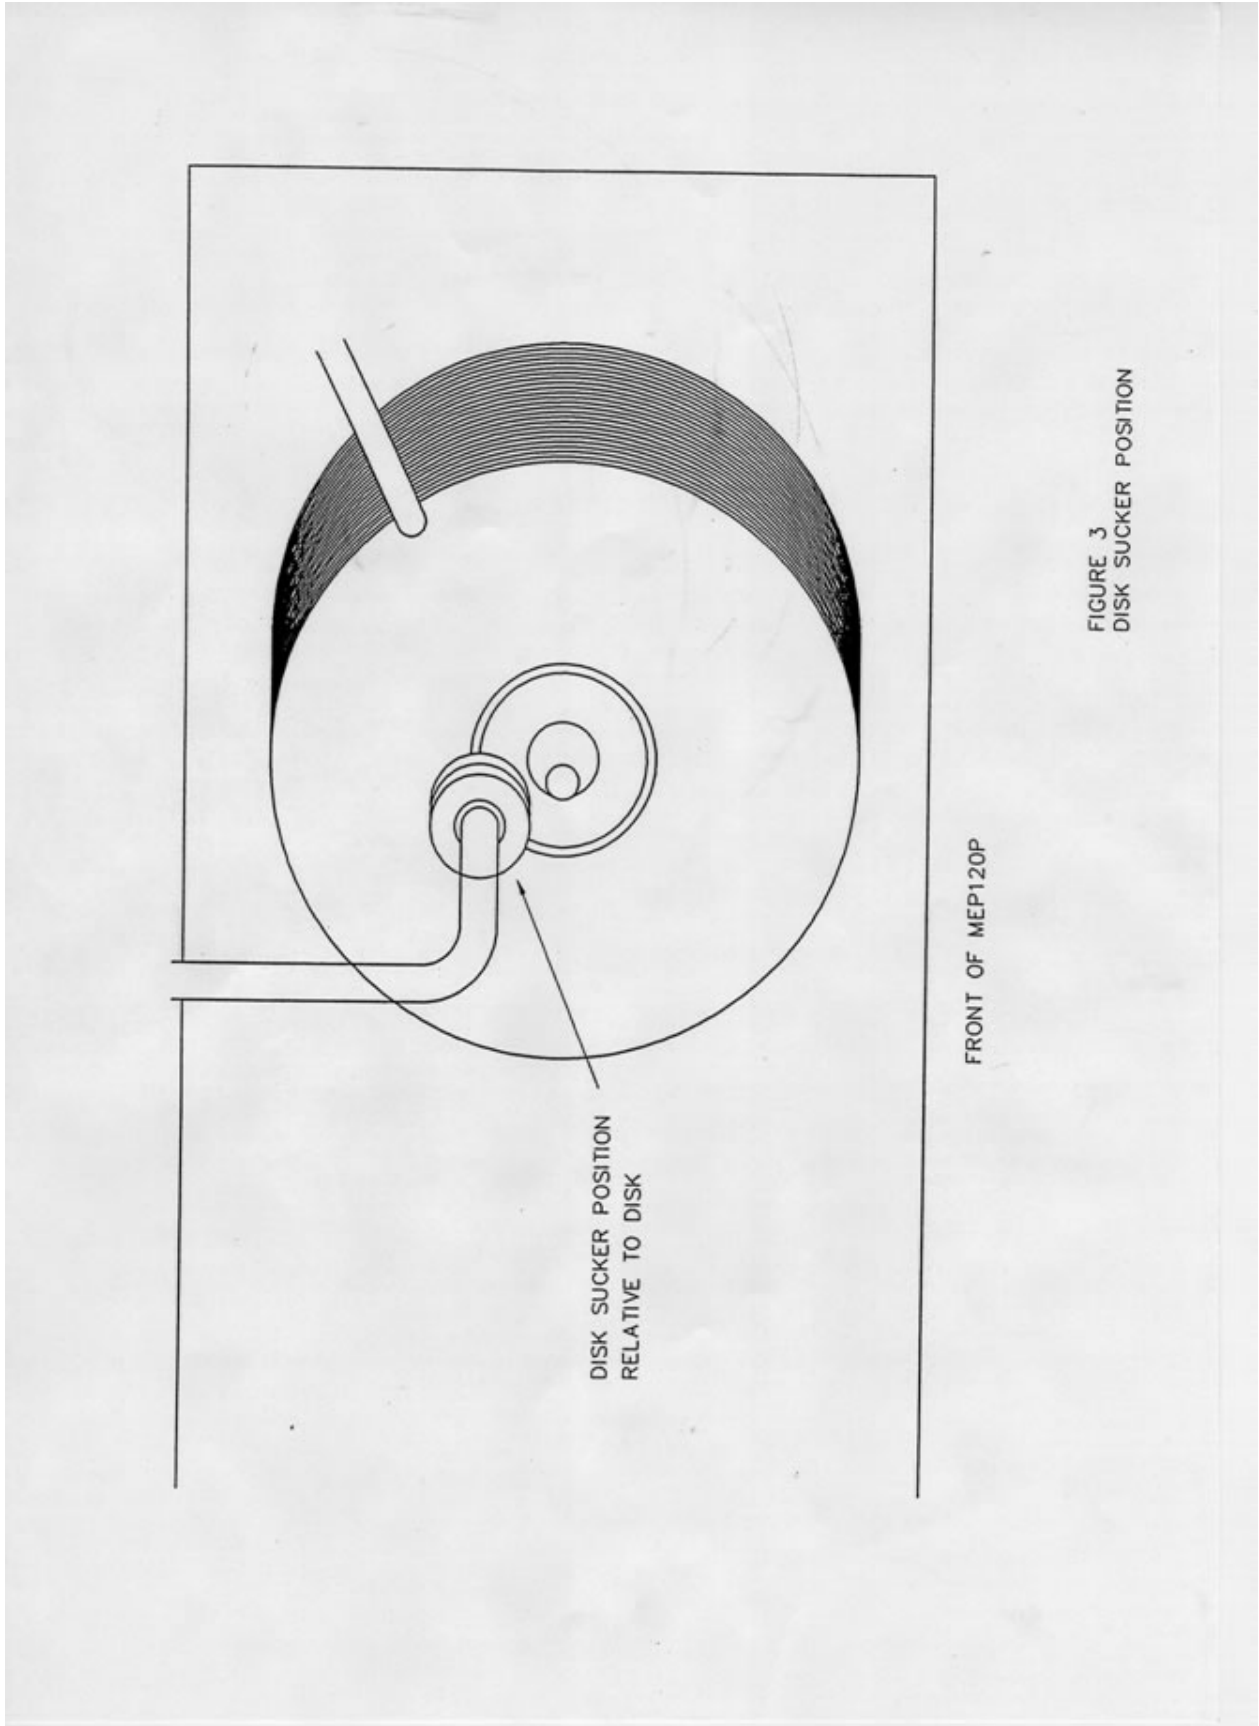 DISK SUCKER POSITION
RELATIVE TO DISK
FRONT OF MEP120P
FIGURE 3
DISK SUCKER POSITION